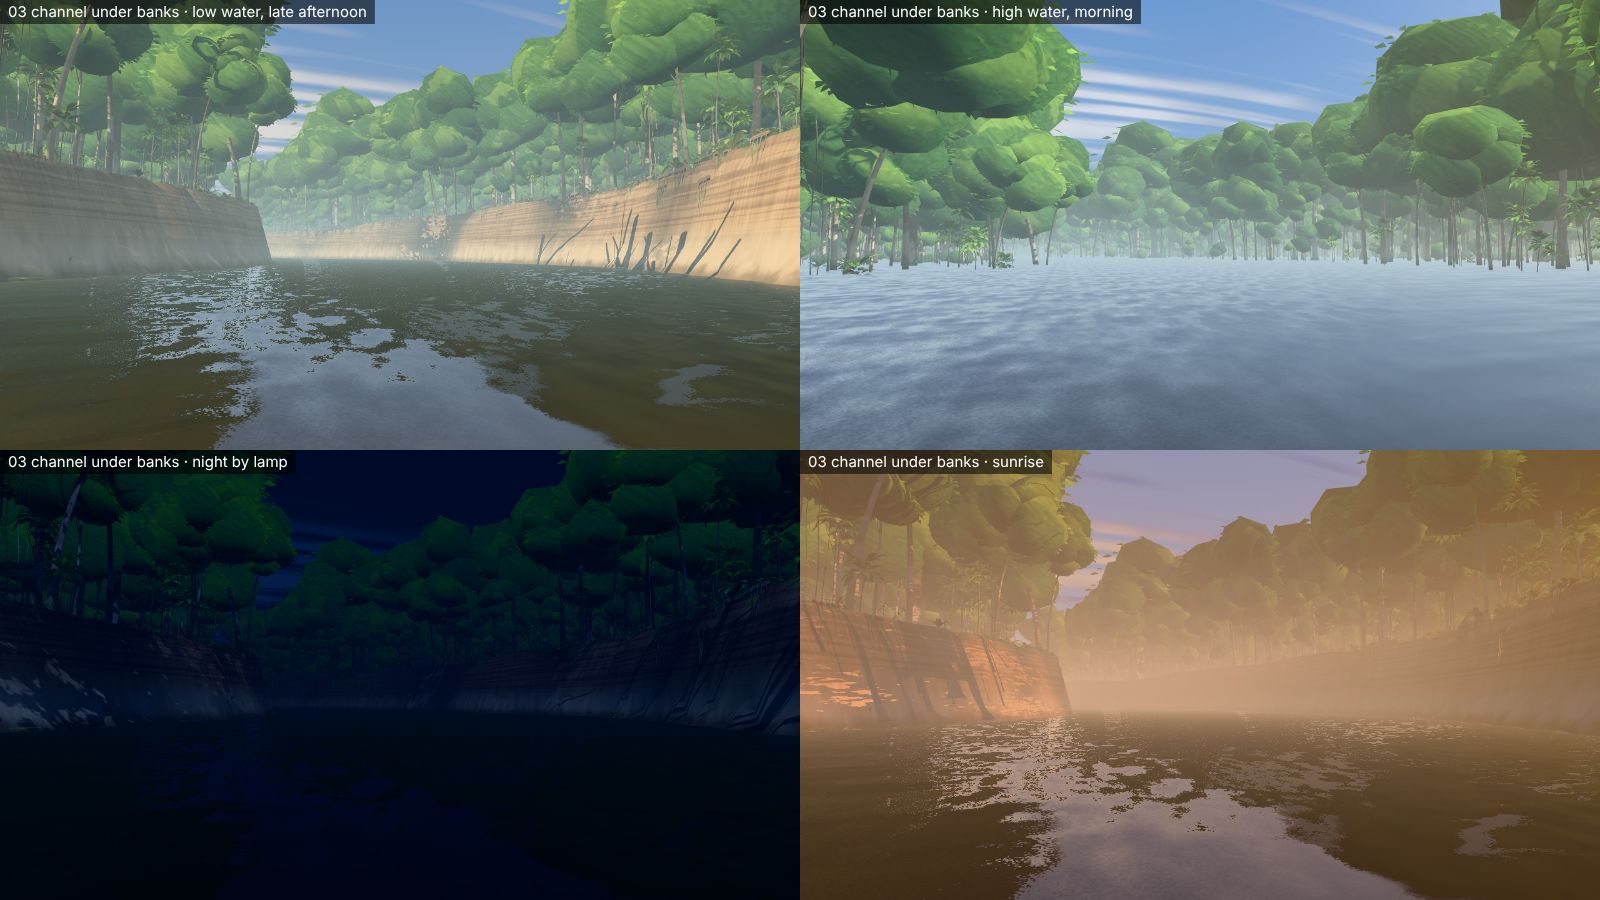 03 channel under banks · low water, late afternoon
03 channel under banks · high water, morning
03 channel under banks · night by lamp
03 channel under banks · sunrise